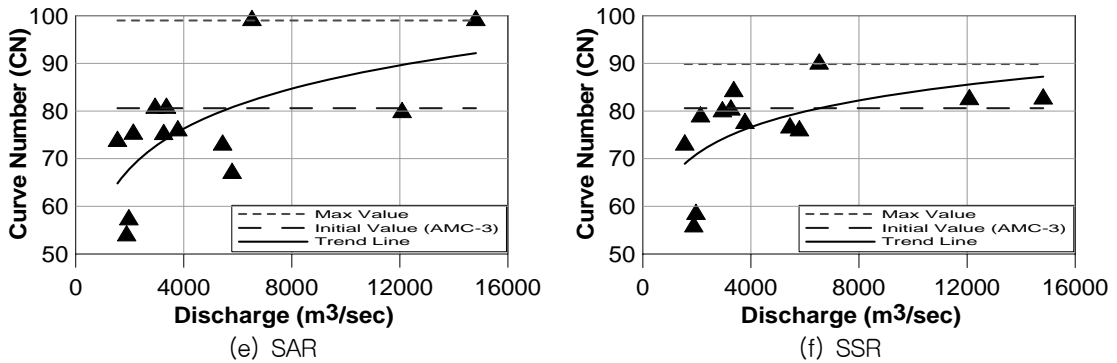 Curve Number (CN)
100
90
80
70
60
50
Max Value
Initial Value (AMC-3)
Trend Line
0 4000 8000 12000 16000
Discharge (m3/sec)
(e) SAR
Curve Number (CN)
100
90
80
70
60
50
Max Value
Initial Value (AMC-3)
Trend Line
0 4000 8000 12000 16000
Discharge (m3/sec)
(f) SSR